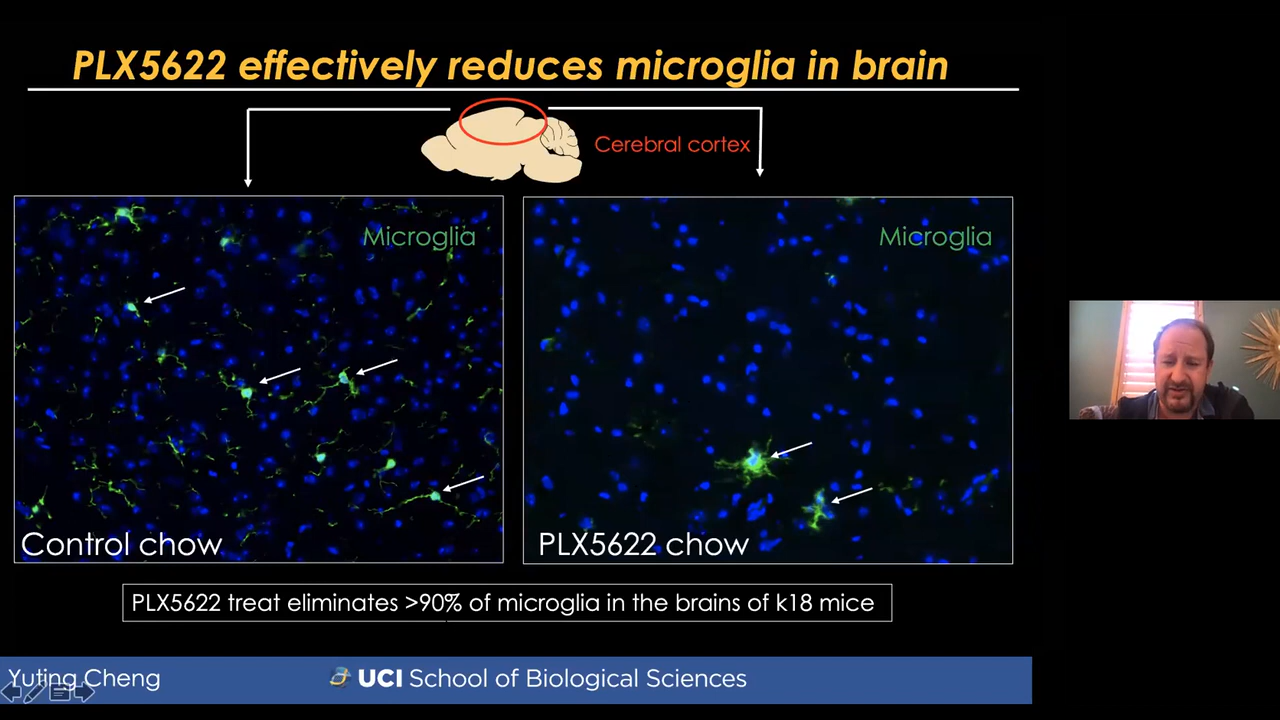 PLX5622 effectively reduces microglia in brain
Cerebral cortex
Microglia
Microglia
Control chow
PLX5622 chow
PLX5622 treat eliminates >90% of microglia in the brains of k18 mice
Yuting Cheng
UCI School of Biological Sciences